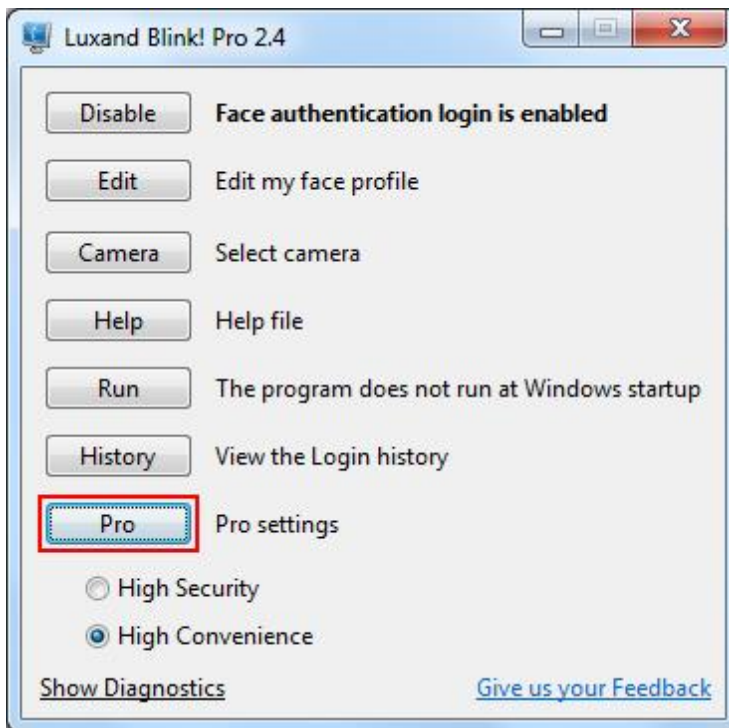 Luxand Blink! Pro 2.4
Disable Face authentication login is enabled
Edit Edit my face profile
Camera Select camera
Help Help file
Run The program does not run at Windows startup
History View the Login history
Pro Pro settings
High Security
High Convenience
Show Diagnostics Give us your Feedback